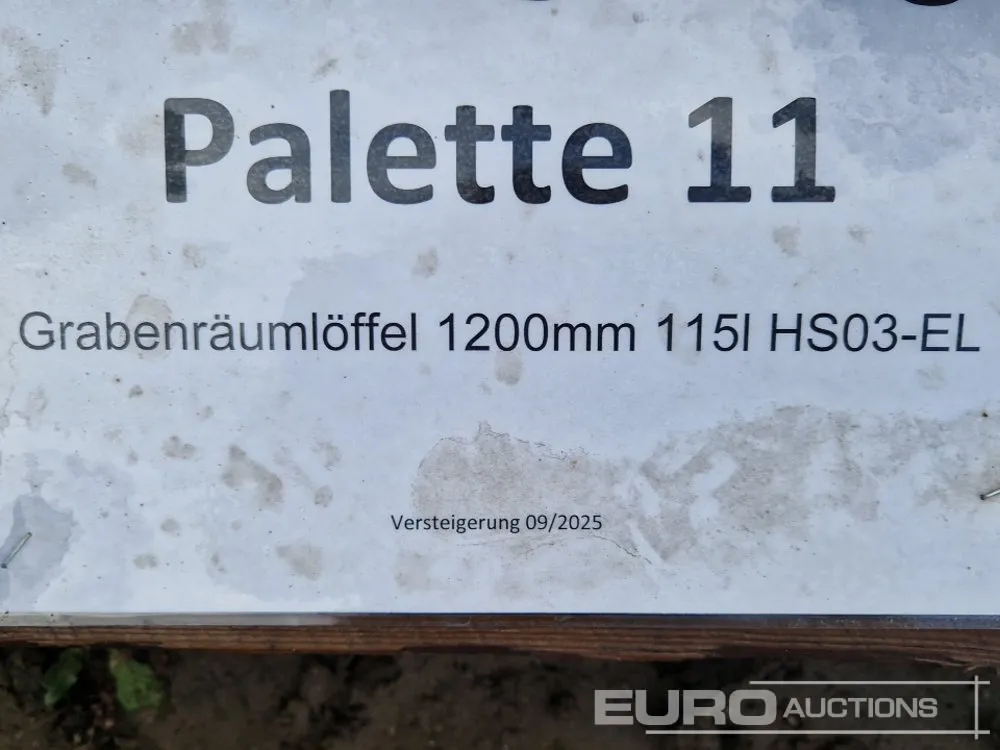 Palette 11
Grabenräumlöffel 1200mm 115l HS03-EL
Versteigerung 09/2025
EURO AUCTIONS